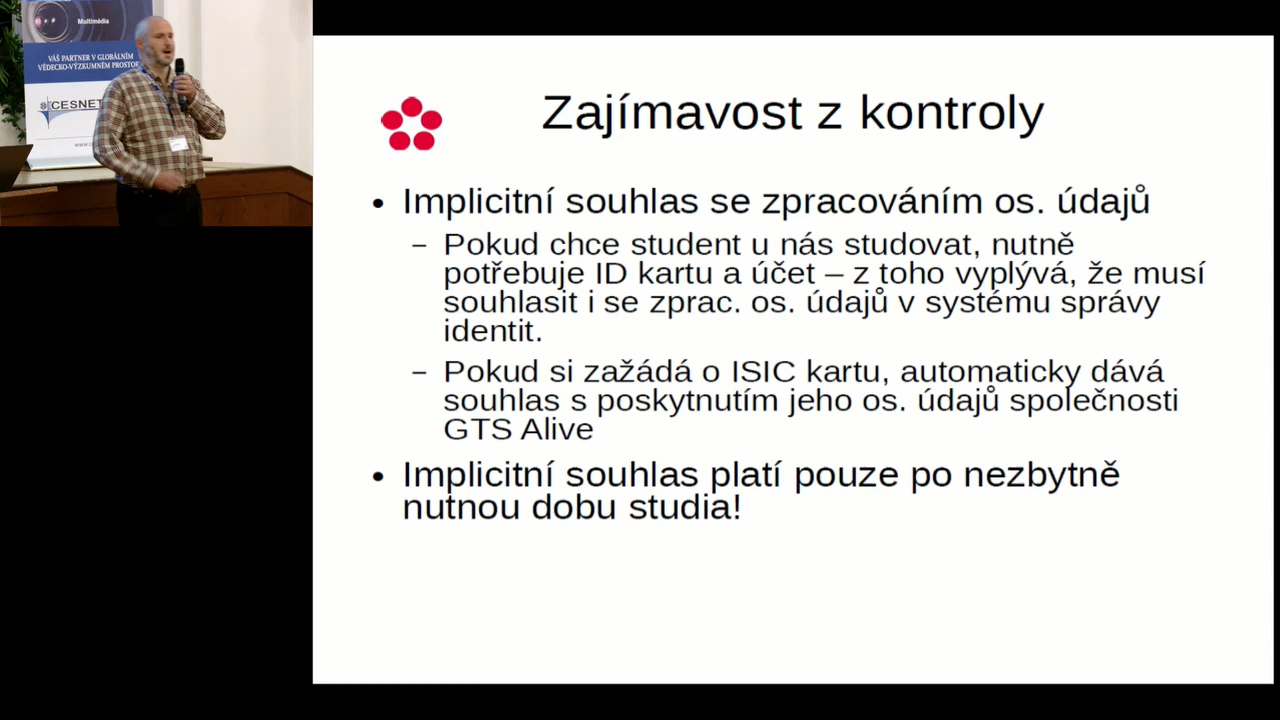 Multimédia
VÁŠ PARTNER V GLOBÁLNÍM
VĚDECKO-VÝZKUMNÉM
CESNET
Zajímavost z kontroly
• Implicitní souhlas se zpracováním os. údajů
– Pokud chce student u nás studovat, nutně
potřebuje ID kartu a účet – z toho vyplývá, že musí
souhlasit i se zprac. os. údajů v systému správy
identit.
– Pokud si zažádá o ISIC kartu, automaticky dává
souhlas s poskytnutím jeho os. údajů společnosti
GTS Alive
• Implicitní souhlas platí pouze po nezbytně
nutnou dobu studia!